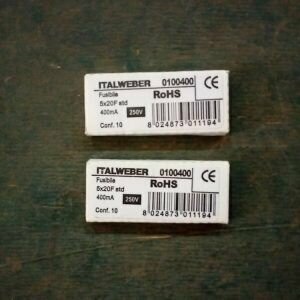 ITALWEBER 0100400
Fusibile RoHS CE
5x20F std
400mA 250V
Conf. 10 8 024873 011194
ITALWEBER 0100400
Fusibile RoHS CE
5x20F std
400mA 250V
Conf. 10 8 024873 011194